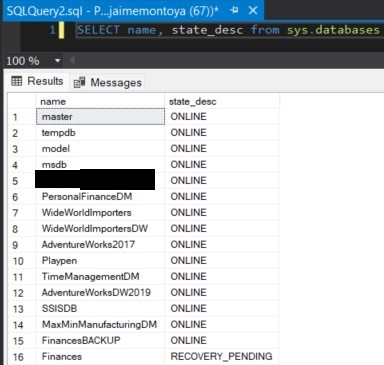 SQLQuery2.sql - P...jaimemontoya (67))*
1 SELECT name, state_desc from sys.databases
100 %
Results Messages
name state_desc
1 master ONLINE
2 tempdb ONLINE
3 model ONLINE
4 msdb ONLINE
5 ONLINE
6 PersonalFinanceDM ONLINE
7 WideWorldImporters ONLINE
8 WideWorldImportersDW ONLINE
9 AdventureWorks2017 ONLINE
10 Playpen ONLINE
11 TimeManagementDM ONLINE
12 AdventureWorksDW2019 ONLINE
13 SSISDB ONLINE
14 MaxMinManufacturingDM ONLINE
15 FinancesBACKUP ONLINE
16 Finances RECOVERY_PENDING